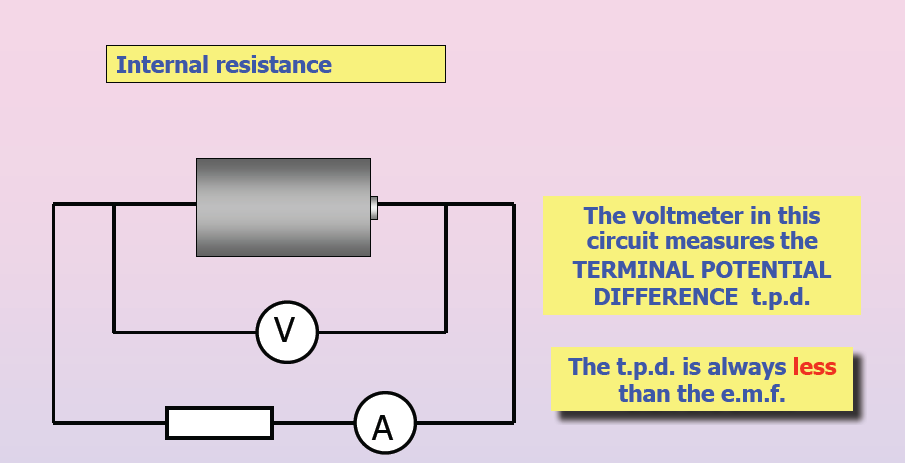 Internal resistance
The voltmeter in this
circuit measures the
TERMINAL POTENTIAL
DIFFERENCE t.p.d.
V
The t.p.d. is always less
than the e.m.f.
A